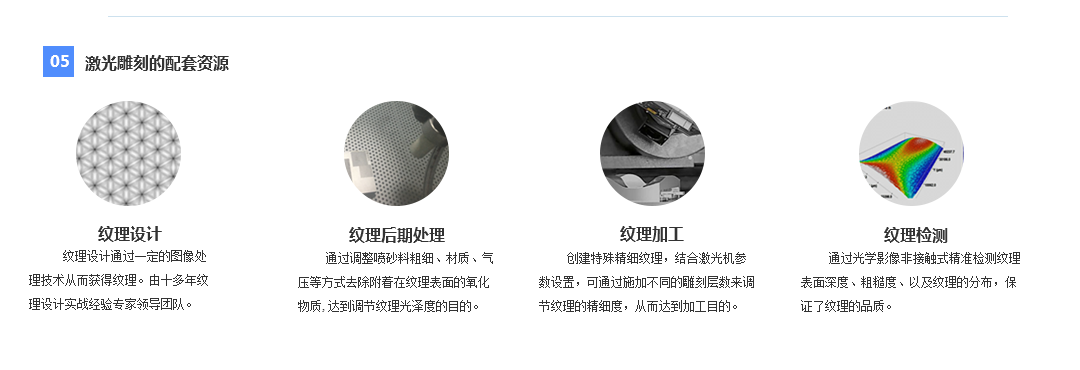 05 激光雕刻的配套资源
纹理设计
纹理设计通过一定的图像处
理技术从而获得纹理。由十多年纹
理设计实战经验专家领导团队。
纹理后期处理
通过调整喷砂料粗细、材质、气
压等方式去除附着在纹理表面的氧化
物质,达到调节纹理光泽度的目的。
纹理加工
创建特殊精细纹理，结合激光机参
数设置，可通过施加不同的雕刻层数来调
节纹理的精细度，从而达到加工目的。
纹理检测
通过光学影像非接触式精准检测纹理
表面深度、粗糙度、以及纹理的分布，保
证了纹理的品质。